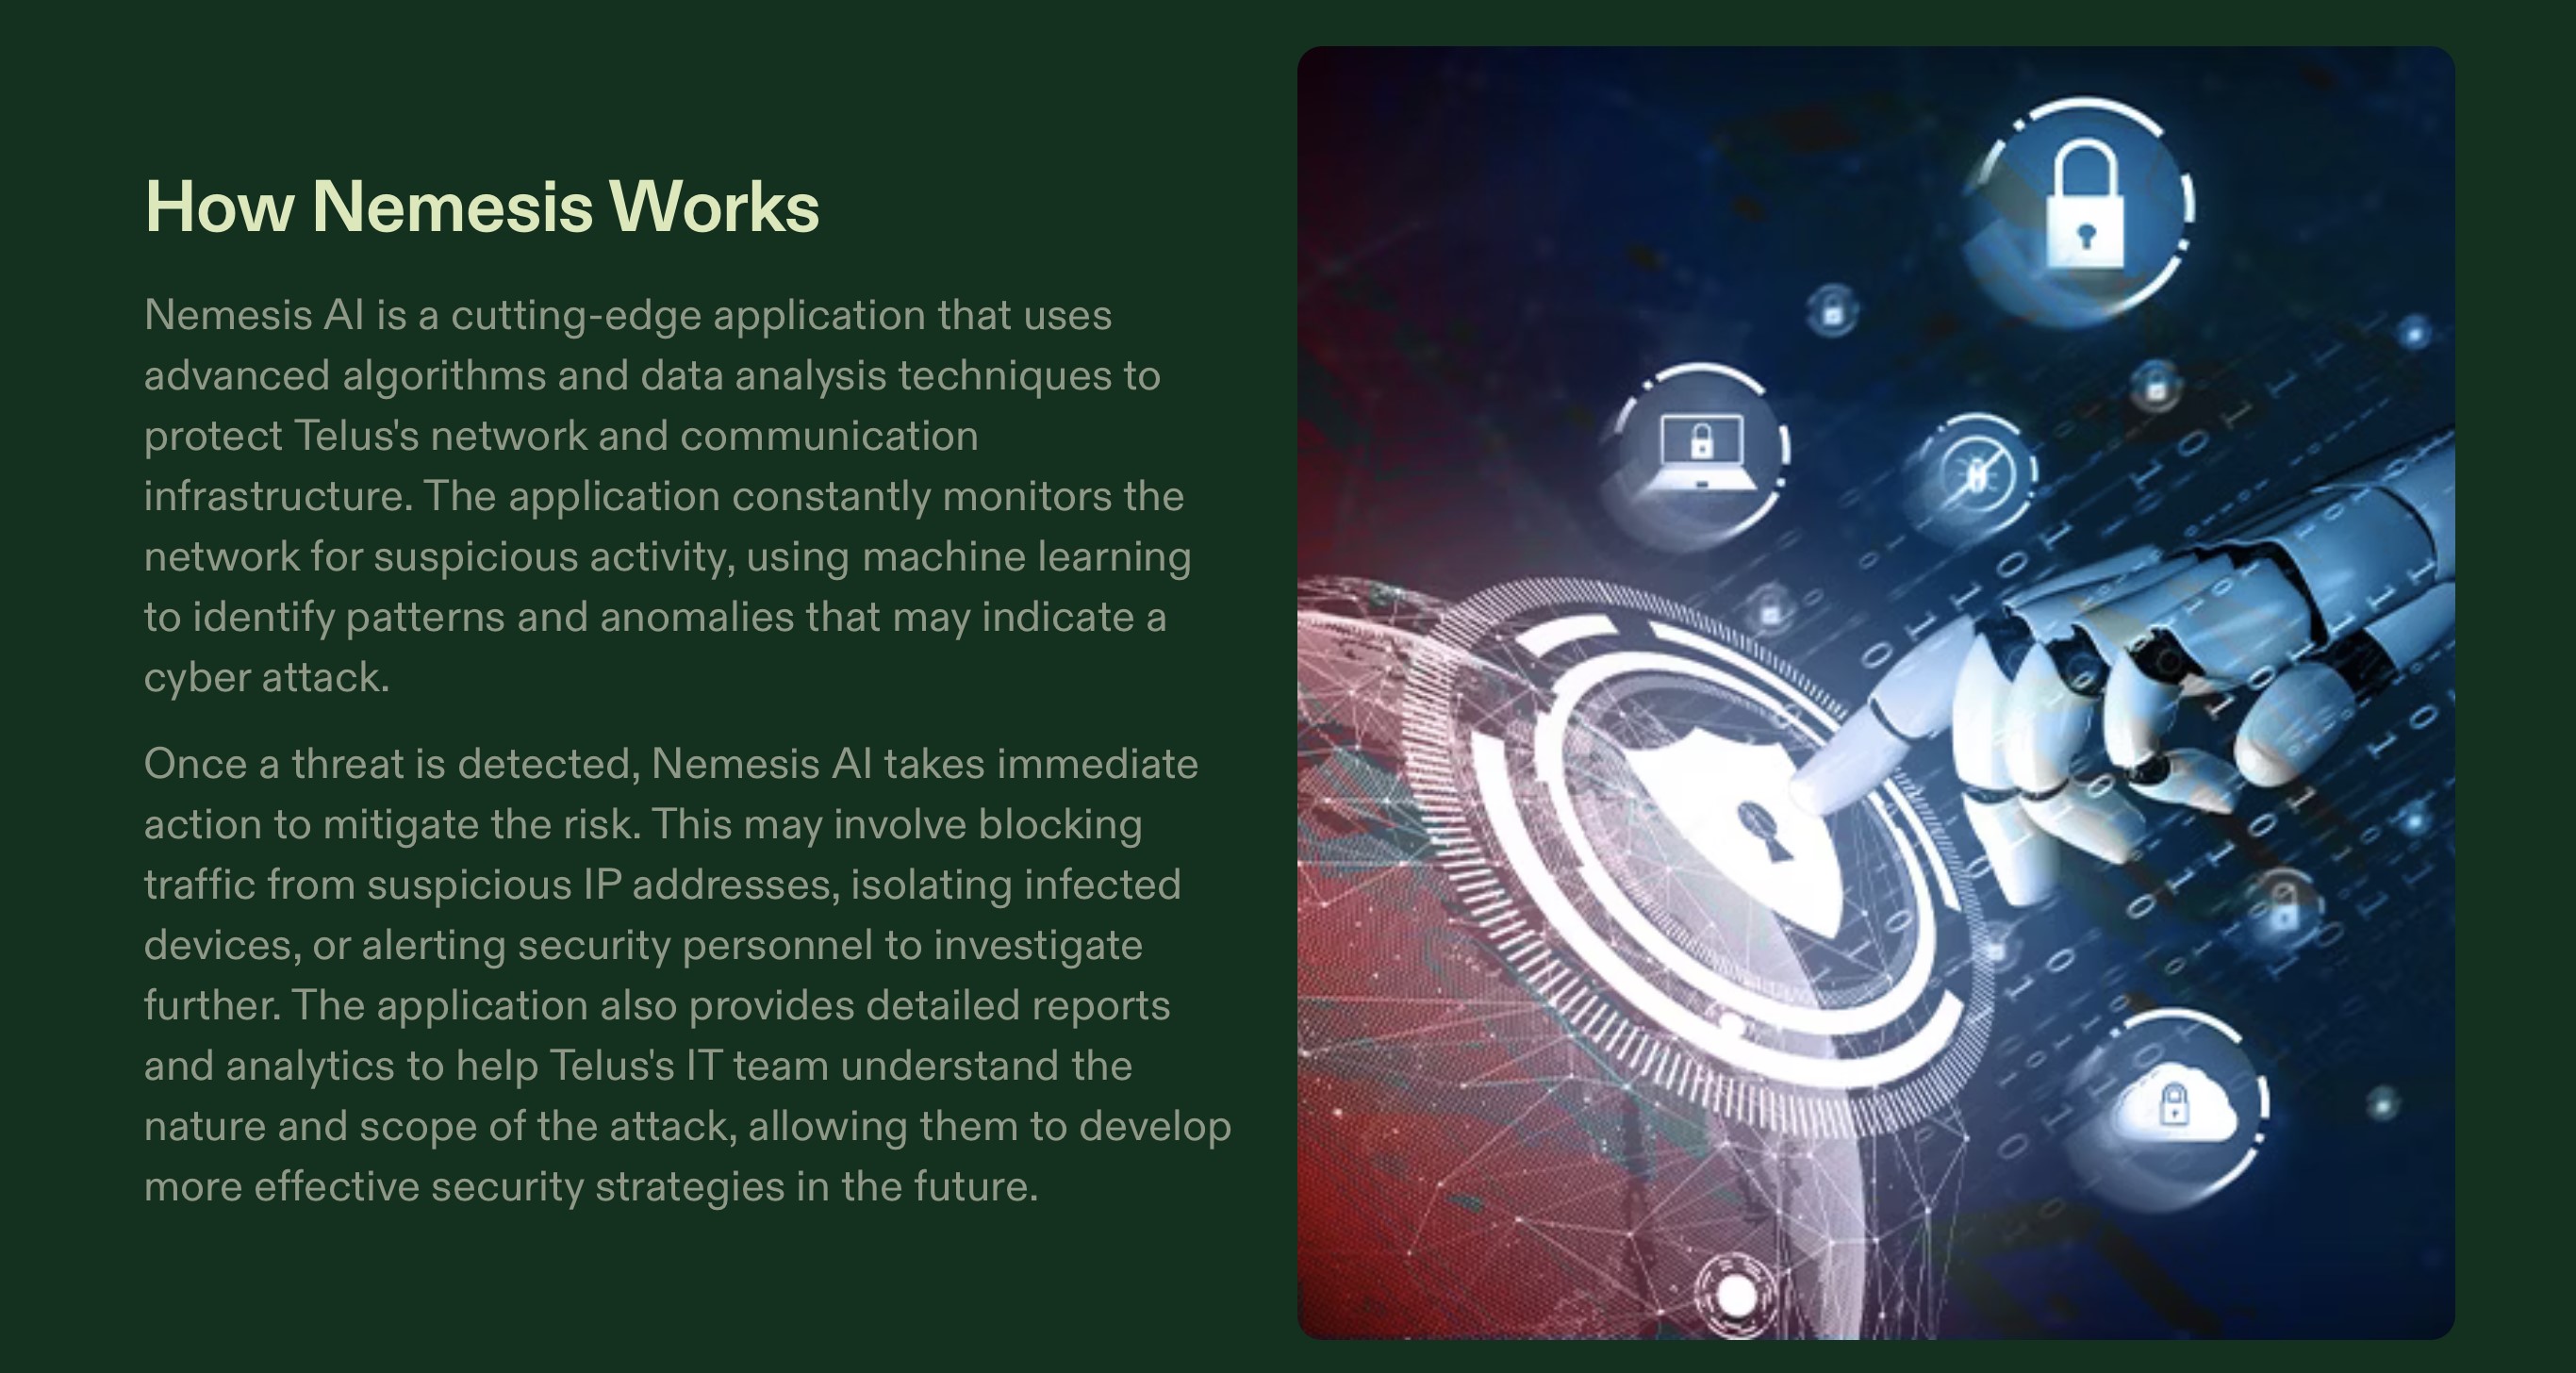 How Nemesis Works
Nemesis AI is a cutting-edge application that uses
advanced algorithms and data analysis techniques to
protect Telus's network and communication
infrastructure. The application constantly monitors the
network for suspicious activity, using machine learning
to identify patterns and anomalies that may indicate a
cyber attack.
Once a threat is detected, Nemesis AI takes immediate
action to mitigate the risk. This may involve blocking
traffic from suspicious IP addresses, isolating infected
devices, or alerting security personnel to investigate
further. The application also provides detailed reports
and analytics to help Telus's IT team understand the
nature and scope of the attack, allowing them to develop
more effective security strategies in the future.